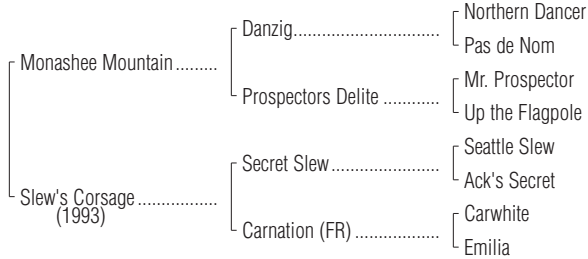 Northern Dancer
Danzig
Pas de Nom
Monashee Mountain
Mr. Prospector
Prospectors Delite
Up the Flagpole
Seattle Slew
Secret Slew
Ack's Secret
Slew's Corsage
(1993)
Carwhite
Carnation (FR)
Emilia